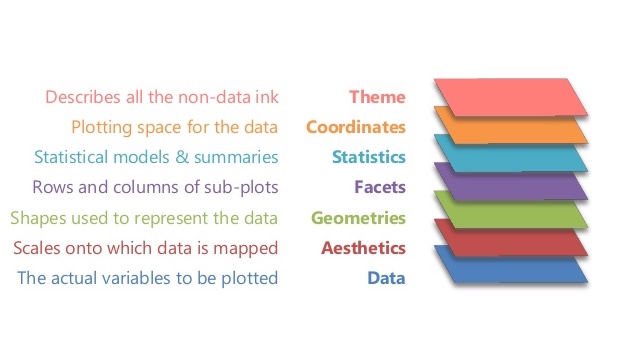 Describes all the non-data ink Theme
Plotting space for the data Coordinates
Statistical models & summaries Statistics
Rows and columns of sub-plots Facets
Shapes used to represent the data Geometries
Scales onto which data is mapped Aesthetics
The actual variables to be plotted Data